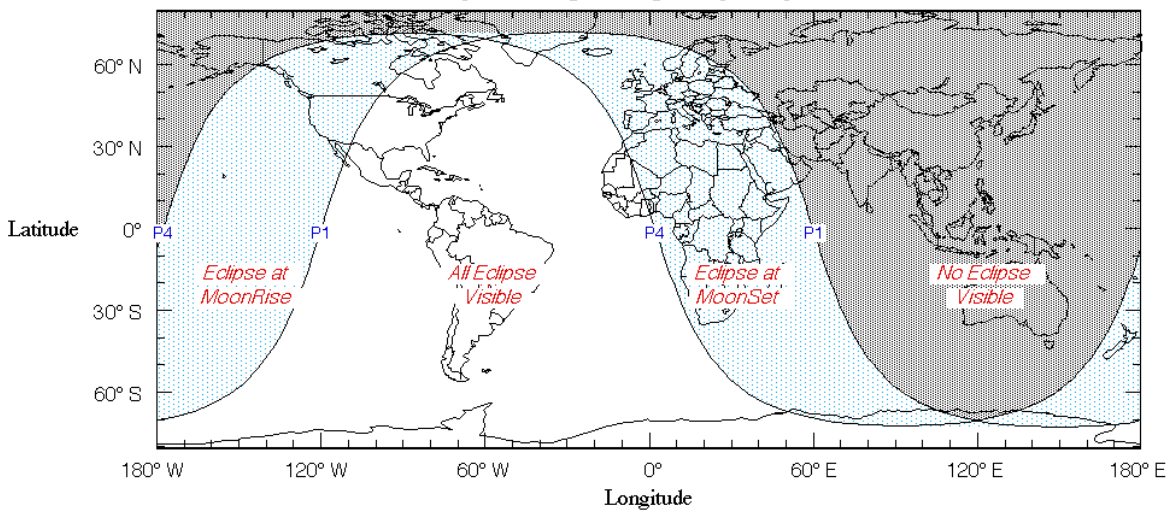 60° N
30° N
Latitude
0°
P4
P1
P4
P1
Eclipse at
MoonRise
All Eclipse
Visible
Eclipse at
MoonSet
No Eclipse
Visible
30° S
60° S
180° W
120° W
60° W
0°
60° E
120° E
180° E
Longitude